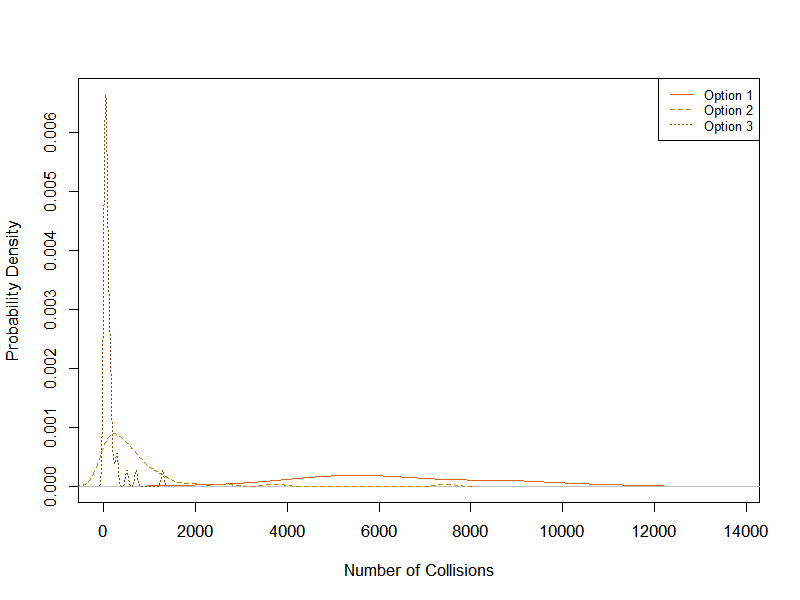 Option 1
Option 2
Option 3
0.006
0.005
0.004
0.003
0.002
0.001
0.000
Probability Density
0 2000 4000 6000 8000 10000 12000 14000
Number of Collisions